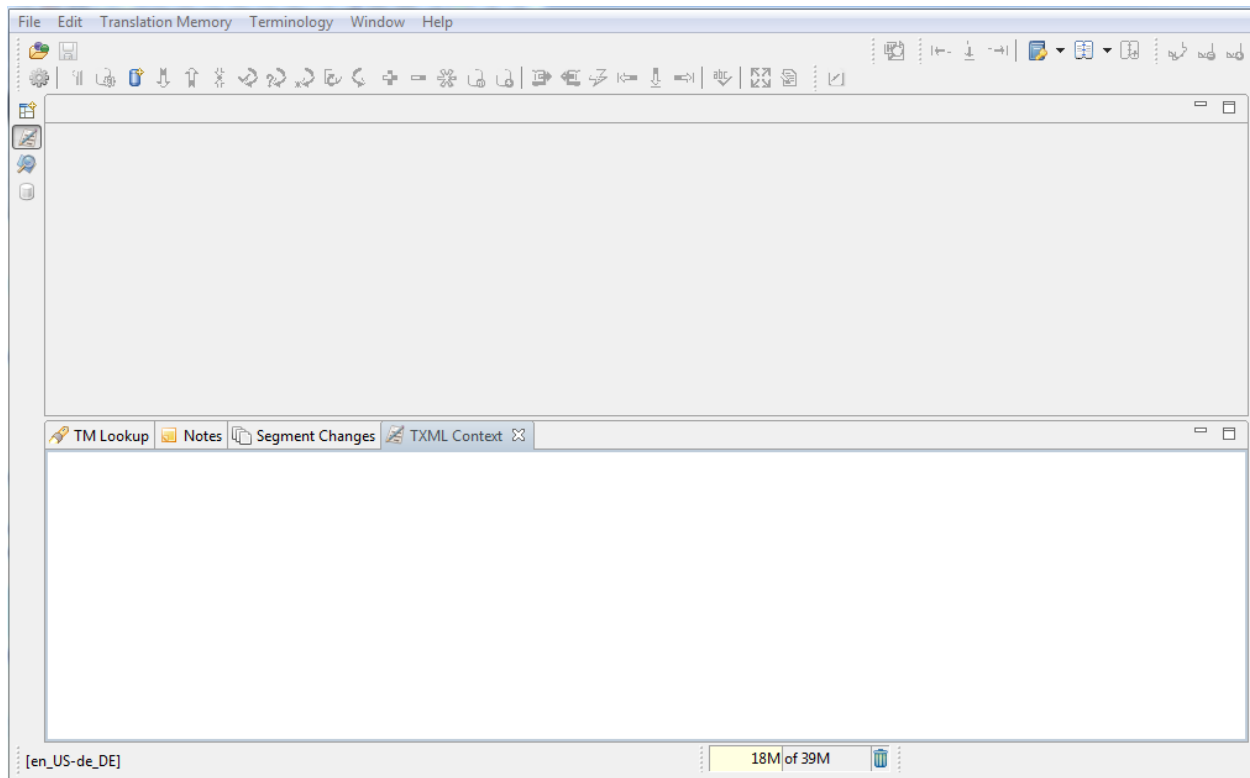 File Edit Translation Memory Terminology Window Help
TM Lookup Notes Segment Changes TXML Context
[en_US-de_DE] 18M of 39M